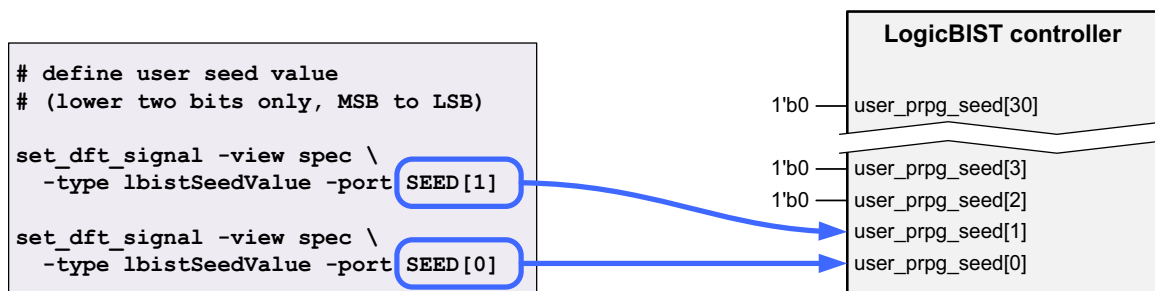 # define user seed value
# (lower two bits only, MSB to LSB)
set_dft_signal -view spec \
-type lbistSeedValue -port SEED[1]
set_dft_signal -view spec \
-type lbistSeedValue -port SEED[0]
LogicBIST controller
1'b0 user_prpg_seed[30]
1'b0 user_prpg_seed[3]
1'b0 user_prpg_seed[2]
user_prpg_seed[1]
user_prpg_seed[0]